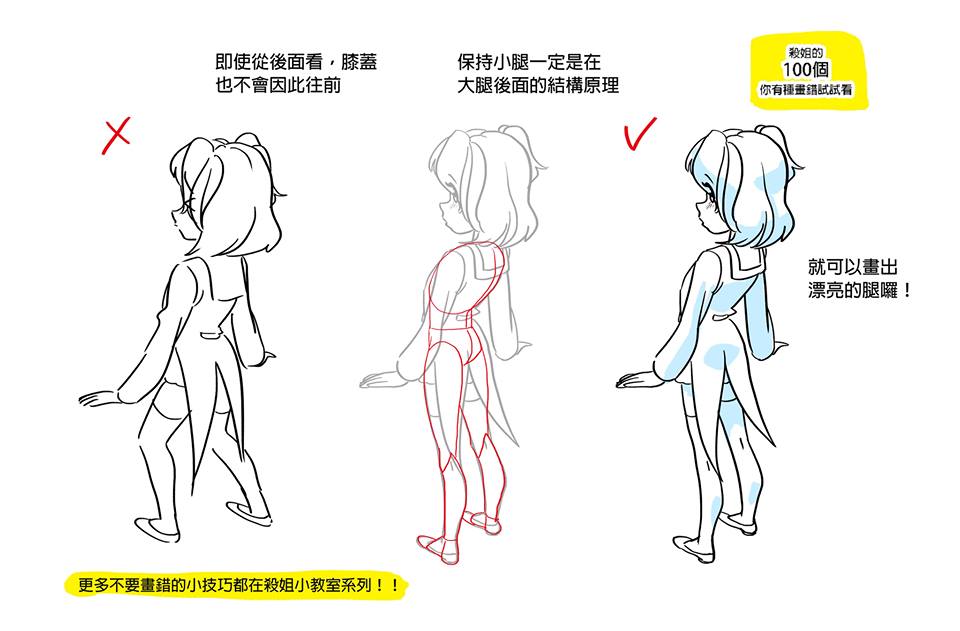 即使從後面看，膝蓋
也不會因此往前
保持小腿一定是在
大腿後面的結構原理
殺姐的
100個
你有種畫錯試試看
就可以畫出
漂亮的腿囉！
更多不要畫錯的小技巧都在殺姐小教室系列！！